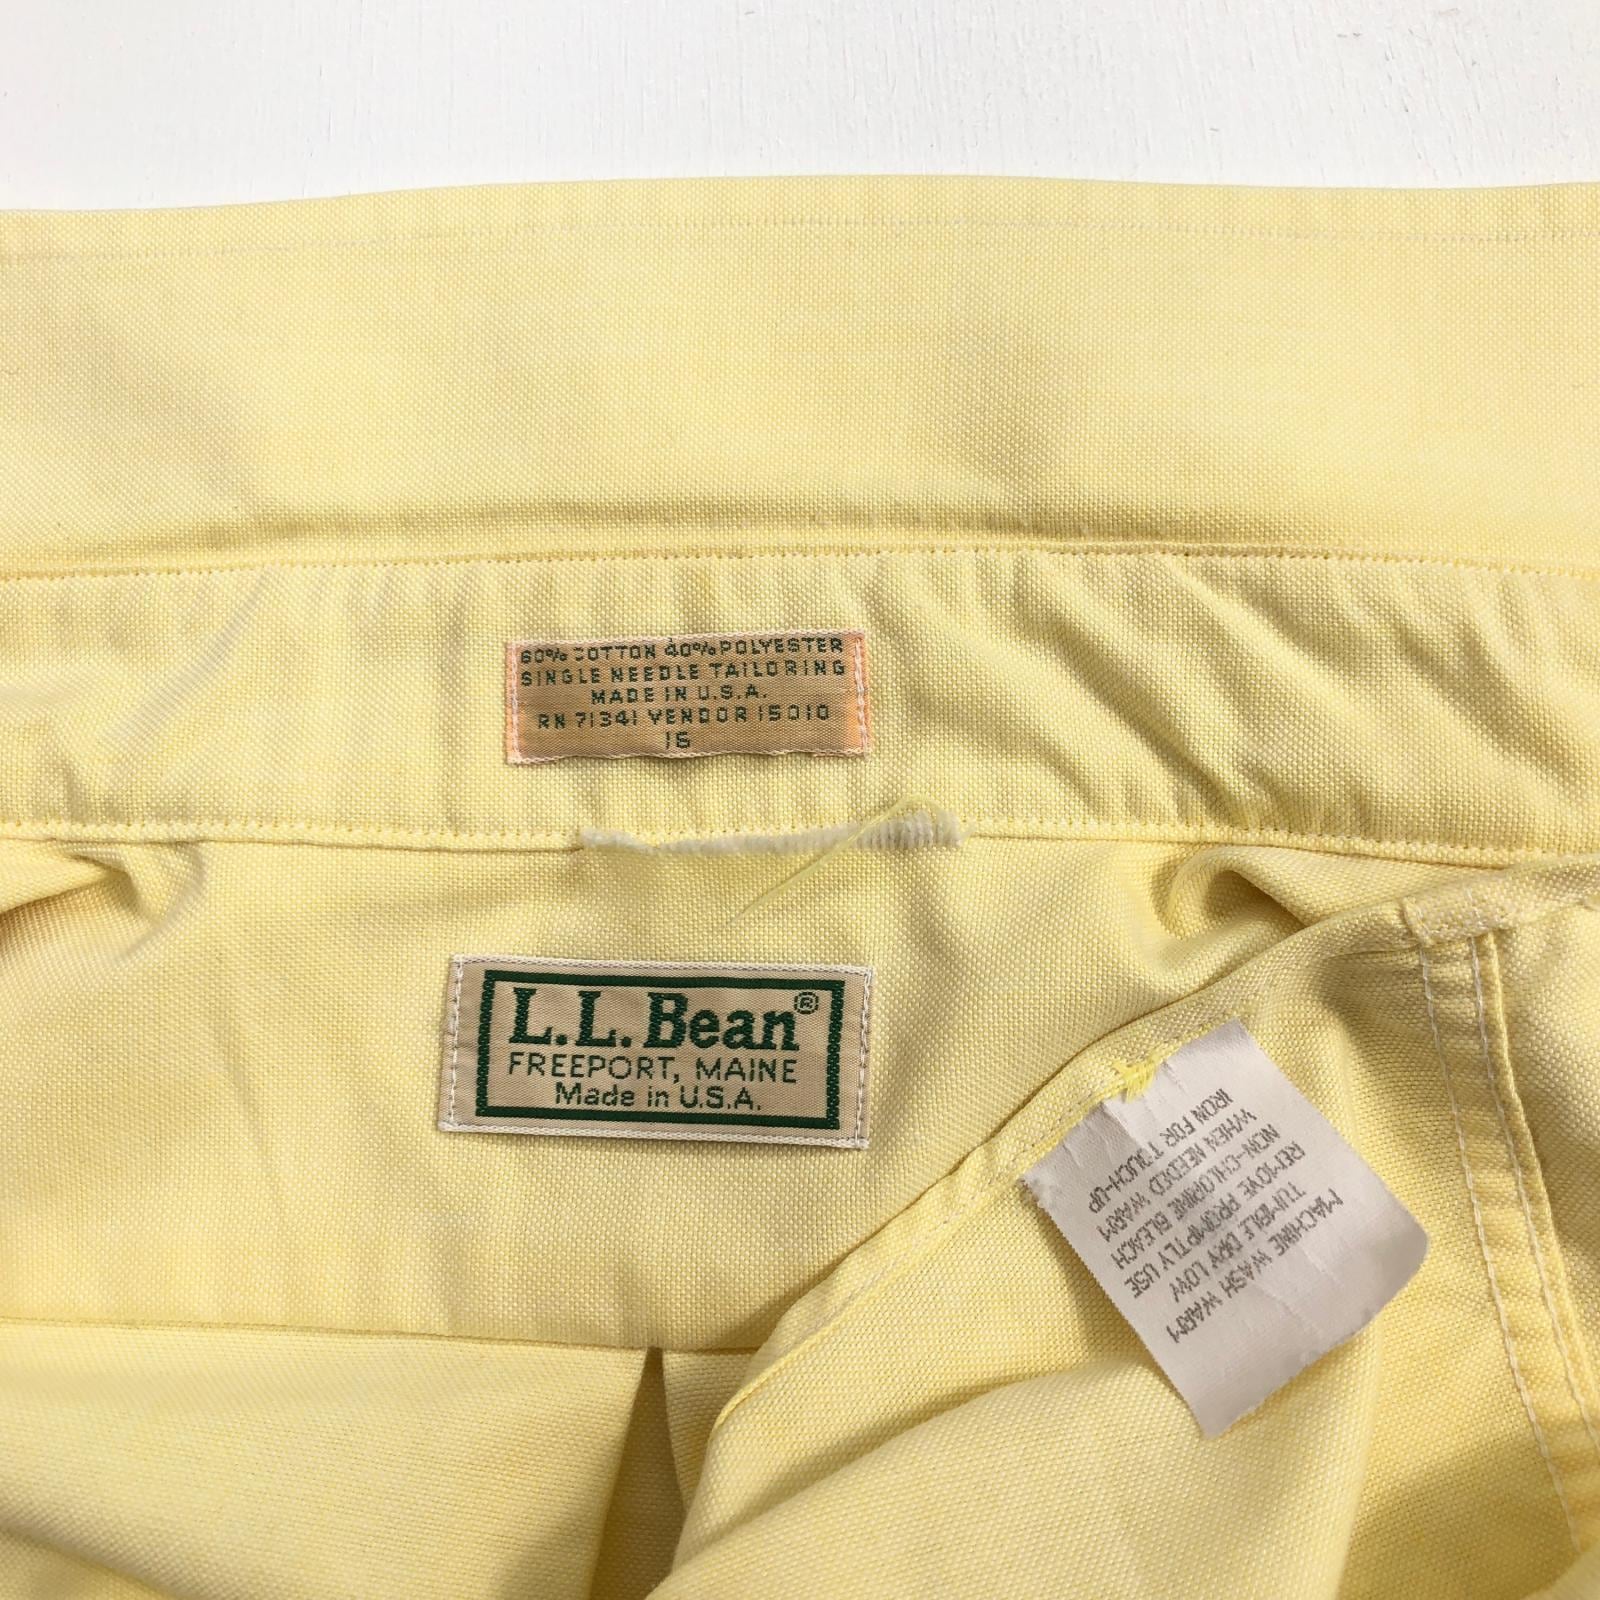 60% COTTON 40% POLYESTER
SINGLE NEEDLE TAILORING
MADE IN U.S.A.
RN 71341 VENDOR 15010
16
L.L.Bean®
FREEPORT, MAINE
Made in U.S.A.
MACHINE WASH WARM
TUMBLE DRY LOW
REMOVE PROMPTLY USE
NON-CHLORINE BLEACH
WHEN NEEDED WARM
IRON FOR TOUCH-UP